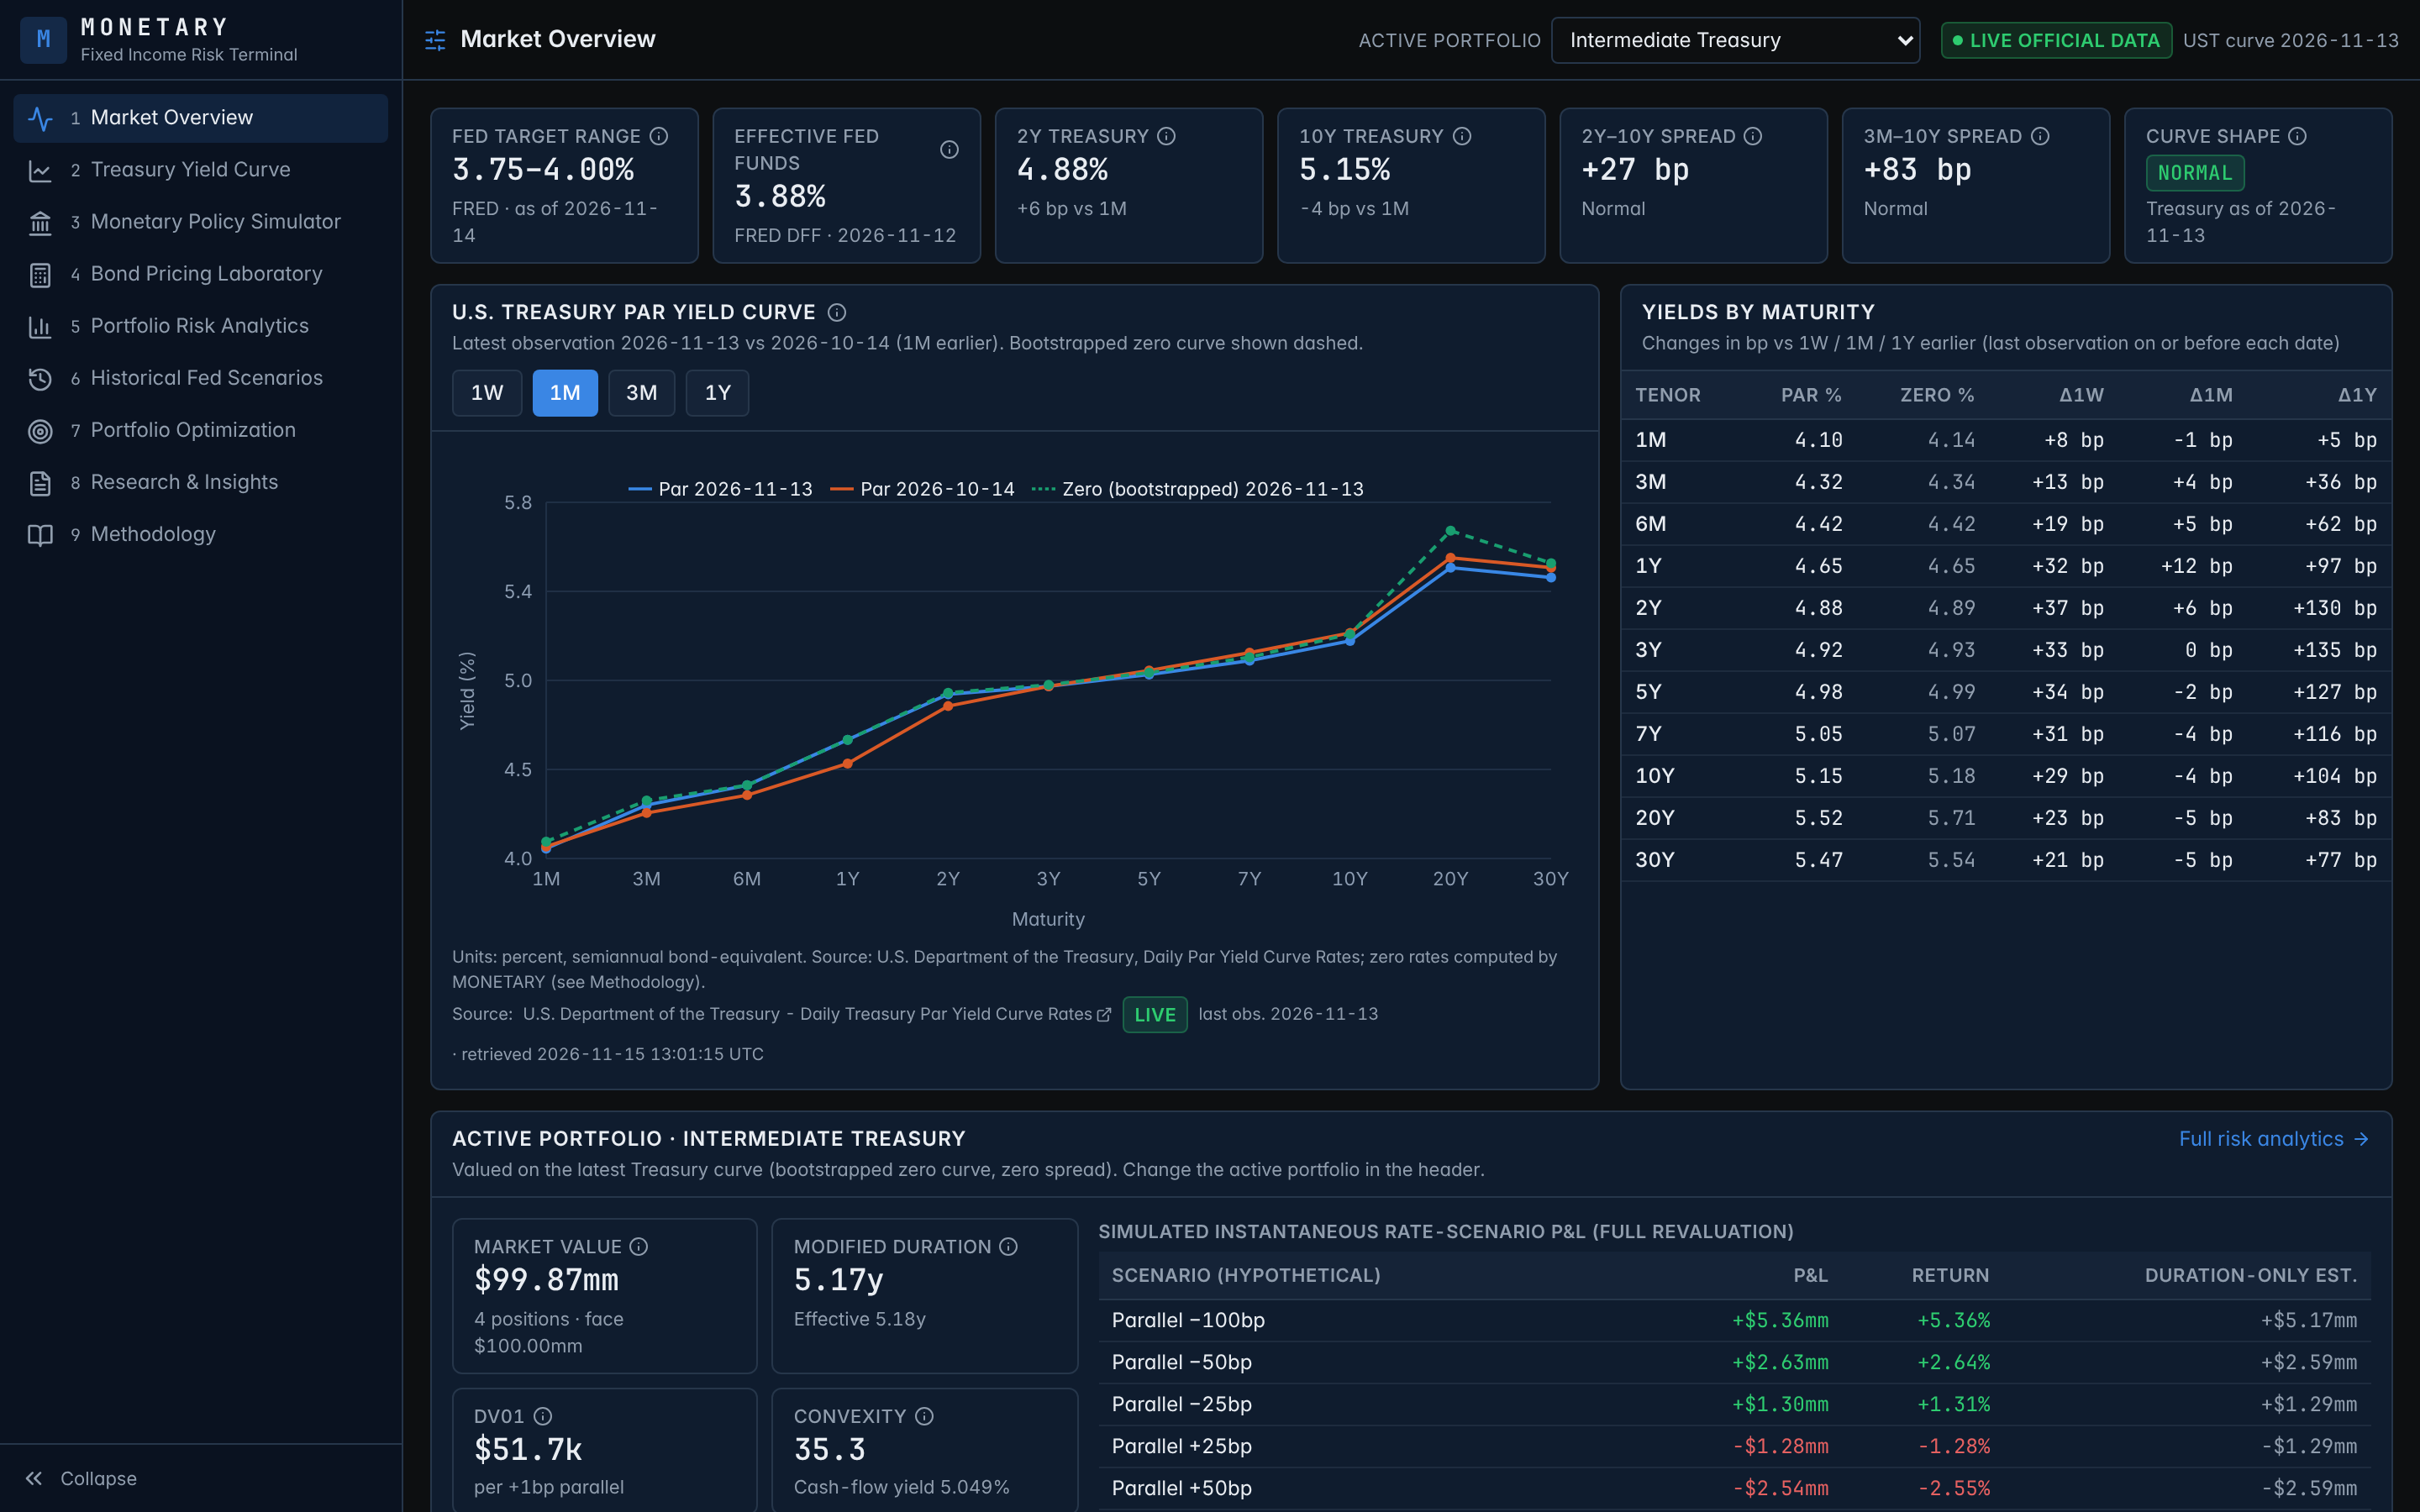 M
MONETARY
Fixed Income Risk Terminal
Market Overview
ACTIVE PORTFOLIO
Intermediate Treasury
LIVE OFFICIAL DATA
UST curve 2026-11-13
1 Market Overview
2 Treasury Yield Curve
3 Monetary Policy Simulator
4 Bond Pricing Laboratory
5 Portfolio Risk Analytics
6 Historical Fed Scenarios
7 Portfolio Optimization
8 Research & Insights
9 Methodology
Collapse
FED TARGET RANGE
3.75–4.00%
FRED · as of 2026-11-
14
EFFECTIVE FED
FUNDS
3.88%
FRED DFF · 2026-11-12
2Y TREASURY
4.88%
+6 bp vs 1M
10Y TREASURY
5.15%
-4 bp vs 1M
2Y–10Y SPREAD
+27 bp
Normal
3M–10Y SPREAD
+83 bp
Normal
CURVE SHAPE
NORMAL
Treasury as of 2026-
11-13
U.S. TREASURY PAR YIELD CURVE
Latest observation 2026-11-13 vs 2026-10-14 (1M earlier). Bootstrapped zero curve shown dashed.
1W 1M 3M 1Y
Par 2026-11-13 Par 2026-10-14 Zero (bootstrapped) 2026-11-13
5.8
5.4
5.0
4.5
4.0
Yield (%)
1M 3M 6M 1Y 2Y 3Y 5Y 7Y 10Y 20Y 30Y
Maturity
Units: percent, semiannual bond-equivalent. Source: U.S. Department of the Treasury, Daily Par Yield Curve Rates; zero rates computed by
MONETARY (see Methodology).
Source: U.S. Department of the Treasury - Daily Treasury Par Yield Curve Rates LIVE last obs. 2026-11-13
· retrieved 2026-11-15 13:01:15 UTC
YIELDS BY MATURITY
Changes in bp vs 1W / 1M / 1Y earlier (last observation on or before each date)
TENOR PAR % ZERO % Δ1W Δ1M Δ1Y
1M 4.10 4.14 +8 bp -1 bp +5 bp
3M 4.32 4.34 +13 bp +4 bp +36 bp
6M 4.42 4.42 +19 bp +5 bp +62 bp
1Y 4.65 4.65 +32 bp +12 bp +97 bp
2Y 4.88 4.89 +37 bp +6 bp +130 bp
3Y 4.92 4.93 +33 bp 0 bp +135 bp
5Y 4.98 4.99 +34 bp -2 bp +127 bp
7Y 5.05 5.07 +31 bp -4 bp +116 bp
10Y 5.15 5.18 +29 bp -4 bp +104 bp
20Y 5.52 5.71 +23 bp -5 bp +83 bp
30Y 5.47 5.54 +21 bp -5 bp +77 bp
ACTIVE PORTFOLIO · INTERMEDIATE TREASURY
Full risk analytics →
Valued on the latest Treasury curve (bootstrapped zero curve, zero spread). Change the active portfolio in the header.
MARKET VALUE
$99.87mm
4 positions · face
$100.00mm
MODIFIED DURATION
5.17y
Effective 5.18y
DV01
$51.7k
per +1bp parallel
CONVEXITY
35.3
Cash-flow yield 5.049%
SIMULATED INSTANTANEOUS RATE-SCENARIO P&L (FULL REVALUATION)
SCENARIO (HYPOTHETICAL) P&L RETURN DURATION-ONLY EST.
Parallel −100bp +$5.36mm +5.36% +$5.17mm
Parallel −50bp +$2.63mm +2.64% +$2.59mm
Parallel −25bp +$1.30mm +1.31% +$1.29mm
Parallel +25bp -$1.28mm -1.28% -$1.29mm
Parallel +50bp -$2.54mm -2.55% -$2.59mm